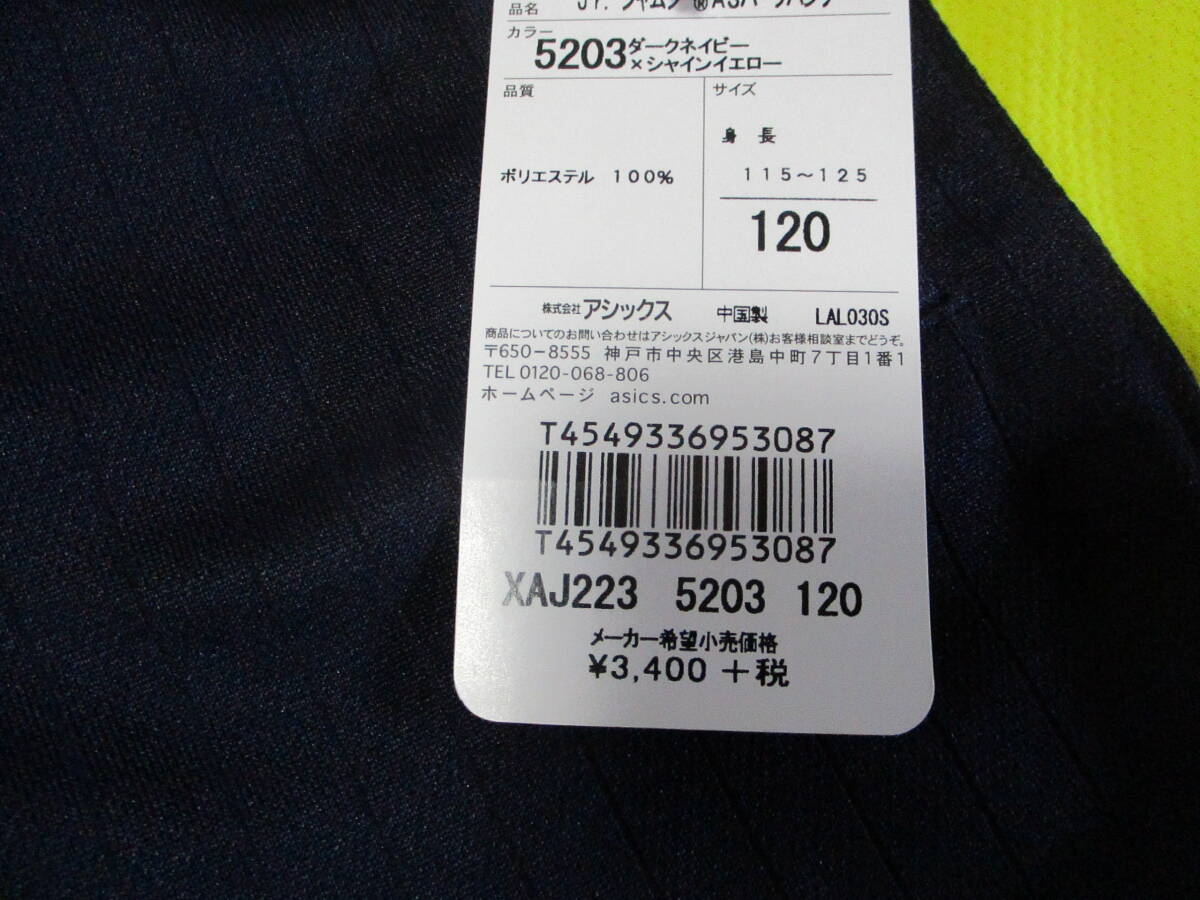 品名
カラー
5203 ダークネイビー
×シャインイエロー
品質
サイズ
身長
ポリエステル 100%
115～125
120
株式会社アシックス 中国製 LAL030S
商品についてのお問い合わせはアシックスジャパン(株)お客様相談室までどうぞ。
〒650-8555 神戸市中央区港島中町7丁目1番1
TEL 0120-068-806
ホームページ asics.com
T4549336953087
T4549336953087
XAJ223 5203 120
メーカー希望小売価格
¥3,400 +税